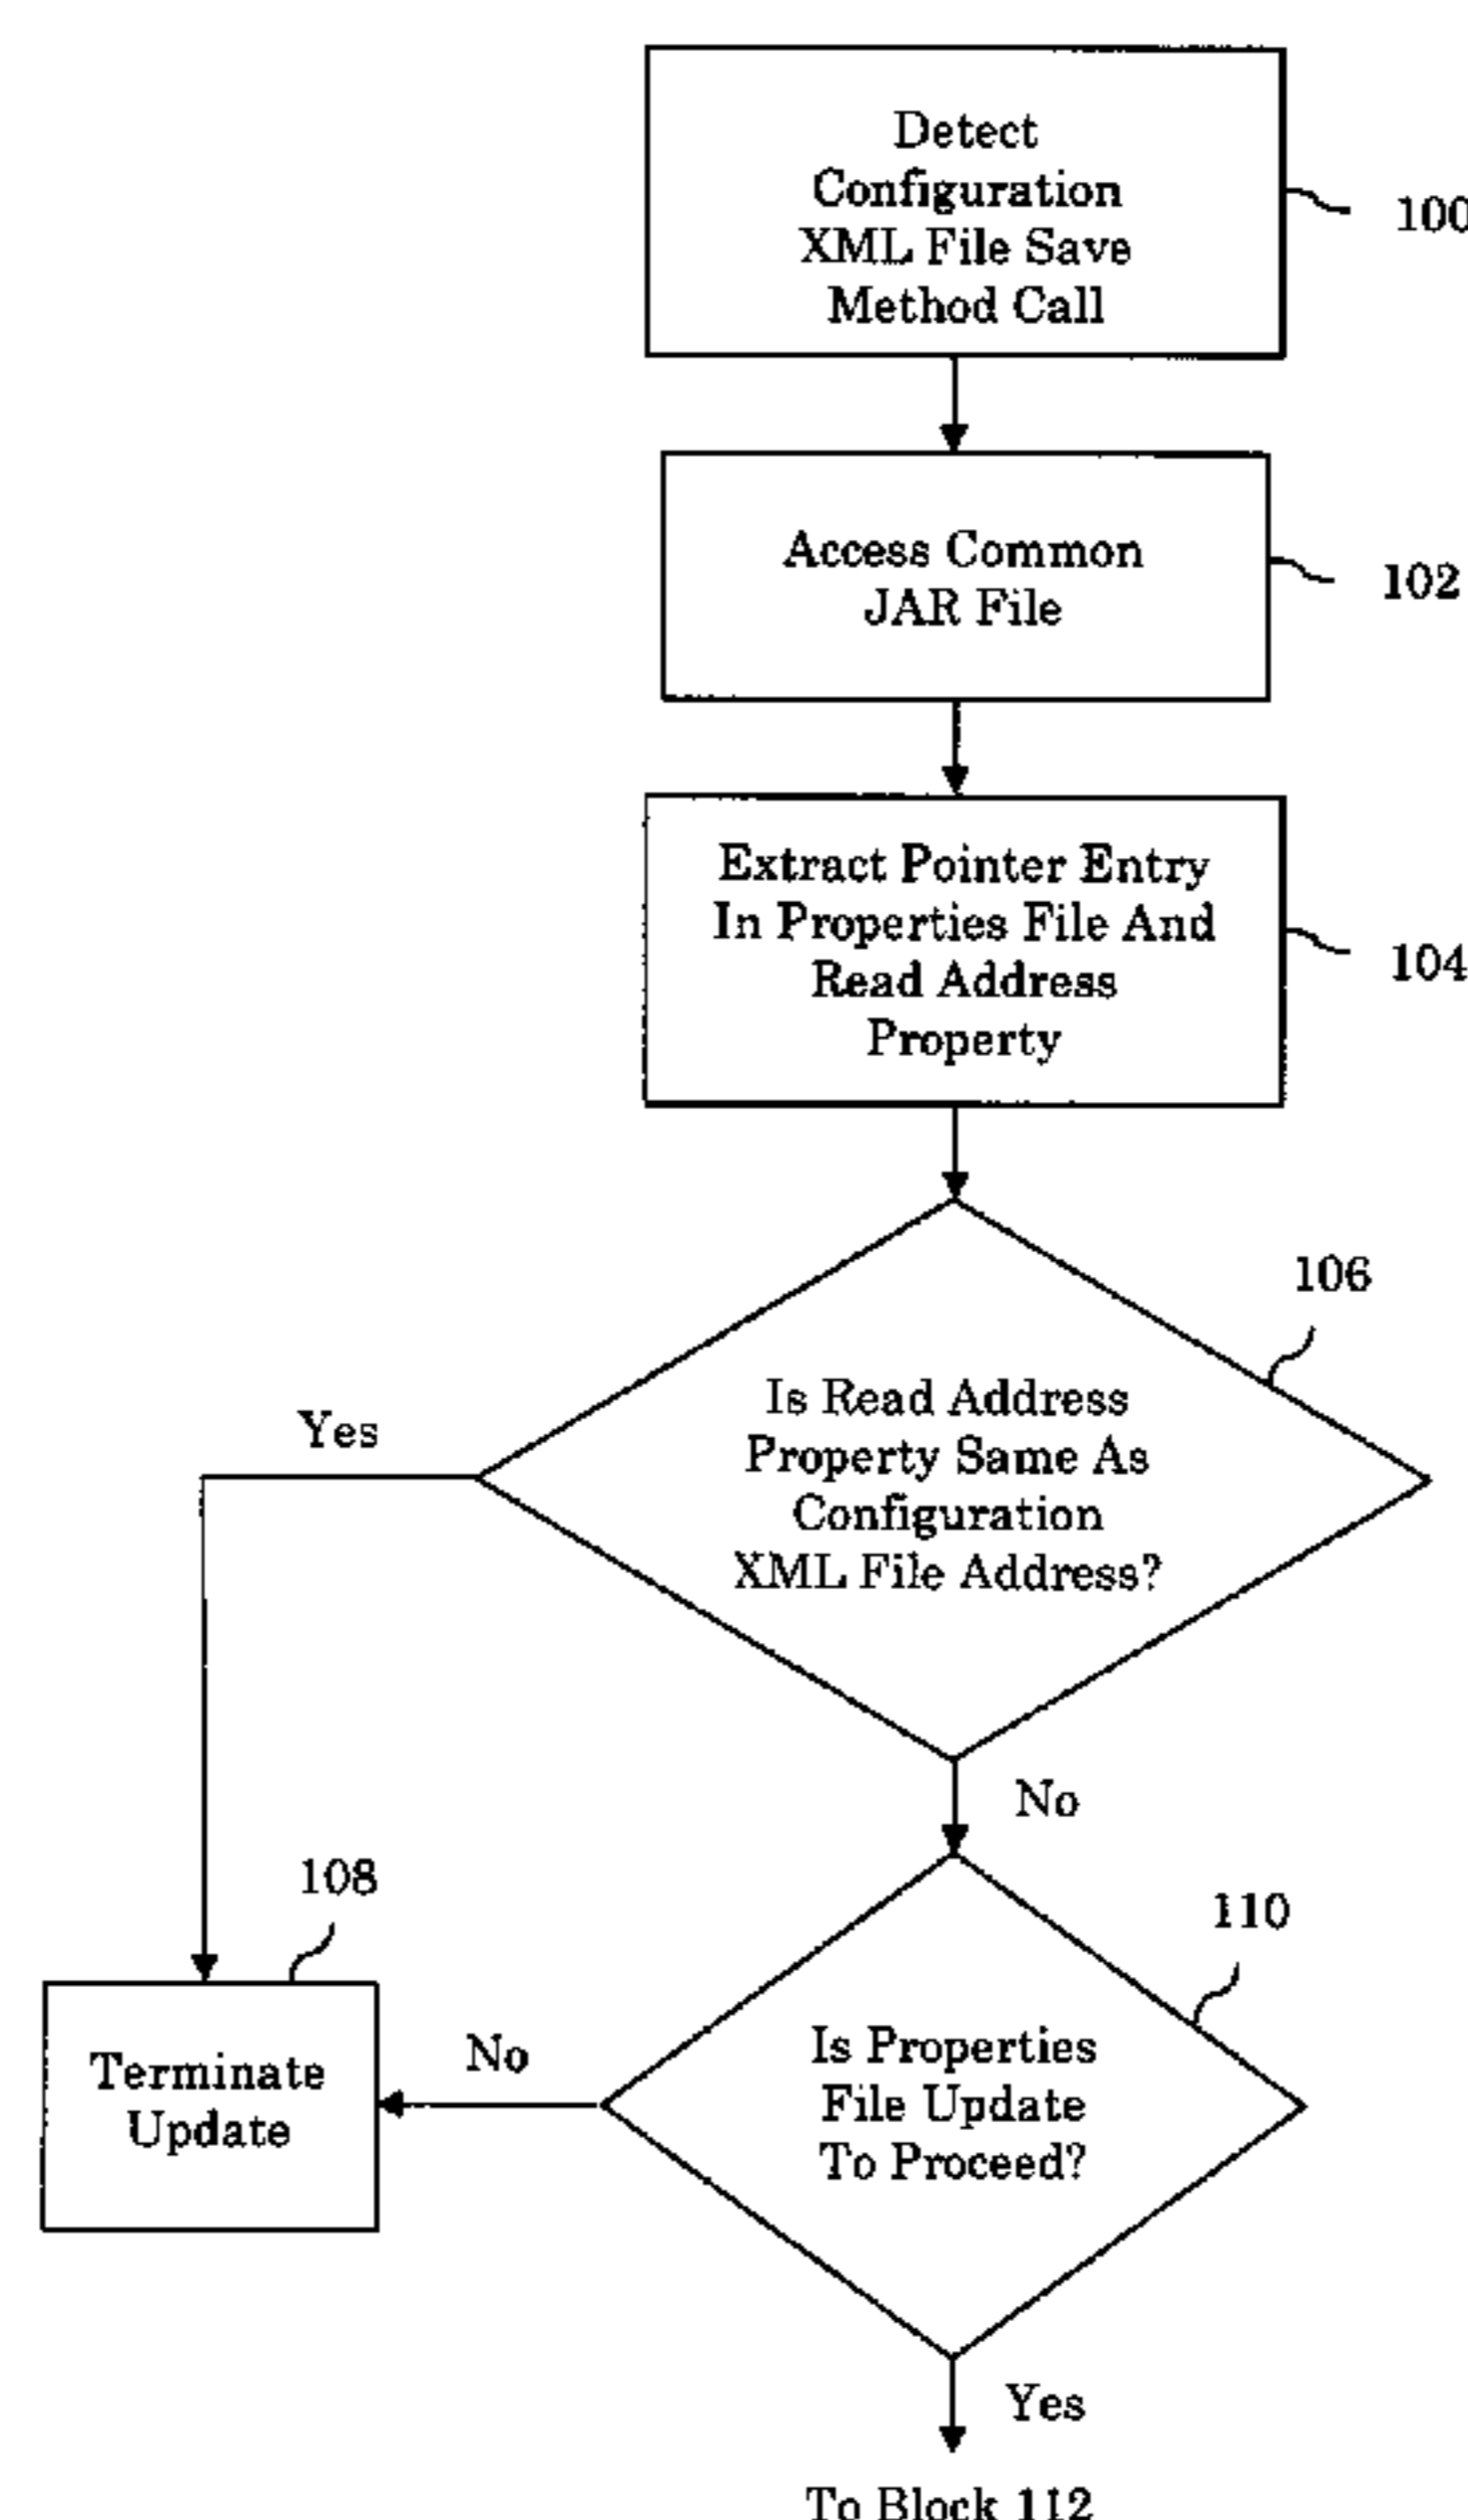 Detect
Configuration
XML File Save
Method Call
100
Access Common
JAR File
102
Extract Pointer Entry
In Properties File And
Read Address
Property
104
106
Is Read Address
Property Same As
Configuration
XML File Address?
Yes
No
108
110
Terminate
Update
No
Is Properties
File Update
To Proceed?
Yes
To Block 112